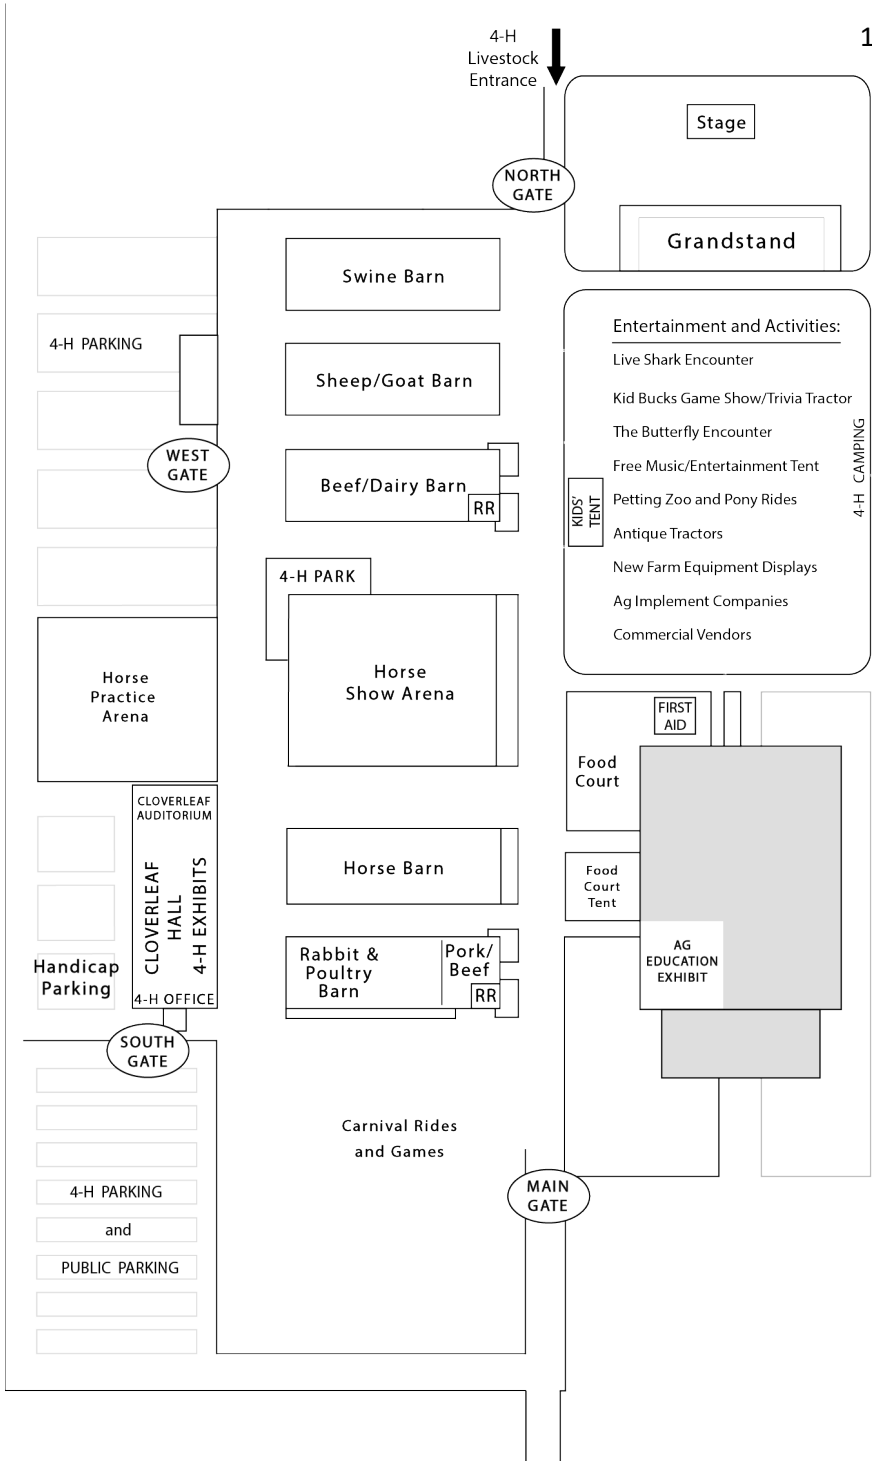 4-H
Livestock
Entrance
1
Stage
NORTH
GATE
Grandstand
Swine Barn
4-H PARKING
Sheep/Goat Barn
WEST
GATE
Beef/Dairy Barn
RR
Entertainment and Activities:
Live Shark Encounter
Kid Bucks Game Show/Trivia Tractor
The Butterfly Encounter
Free Music/Entertainment Tent
Petting Zoo and Pony Rides
Antique Tractors
New Farm Equipment Displays
Ag Implement Companies
Commercial Vendors
KIDS'
TENT
4-H CAMPING
4-H PARK
Horse
Show Arena
Horse
Practice
Arena
FIRST
AID
Food
Court
CLOVERLEAF
AUDITORIUM
CLOVERLEAF
HALL
4-H EXHIBITS
4-H OFFICE
Horse Barn
Food
Court
Tent
AG
EDUCATION
EXHIBIT
Handicap
Parking
Rabbit &
Poultry
Barn
Pork/
Beef
RR
SOUTH
GATE
Carnival Rides
and Games
MAIN
GATE
4-H PARKING
and
PUBLIC PARKING